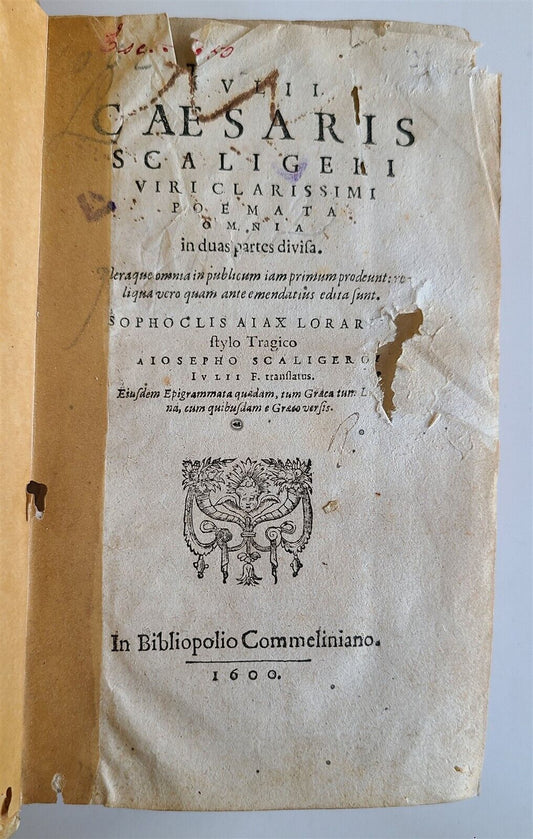 IVLII
CAESARIS
SCALIGERI
VIRI CLARISSIMI
POEMATA
OMNIA
in duas partes divisa.
Pleraque omnia in publicum iam primum prodeunt: re-
liqua vero quam ante emendatius edita sunt.
SOPHOCLIS AIAX LORAR
stylo Tragico
A IOSEPHO SCALIGERO
IVLII F. translatus.
Eiusdem Epigrammata quædam, tum Græca tum L
na, cum quibusdam e Græco versis.
In Bibliopolio Commeliniano.
1600.